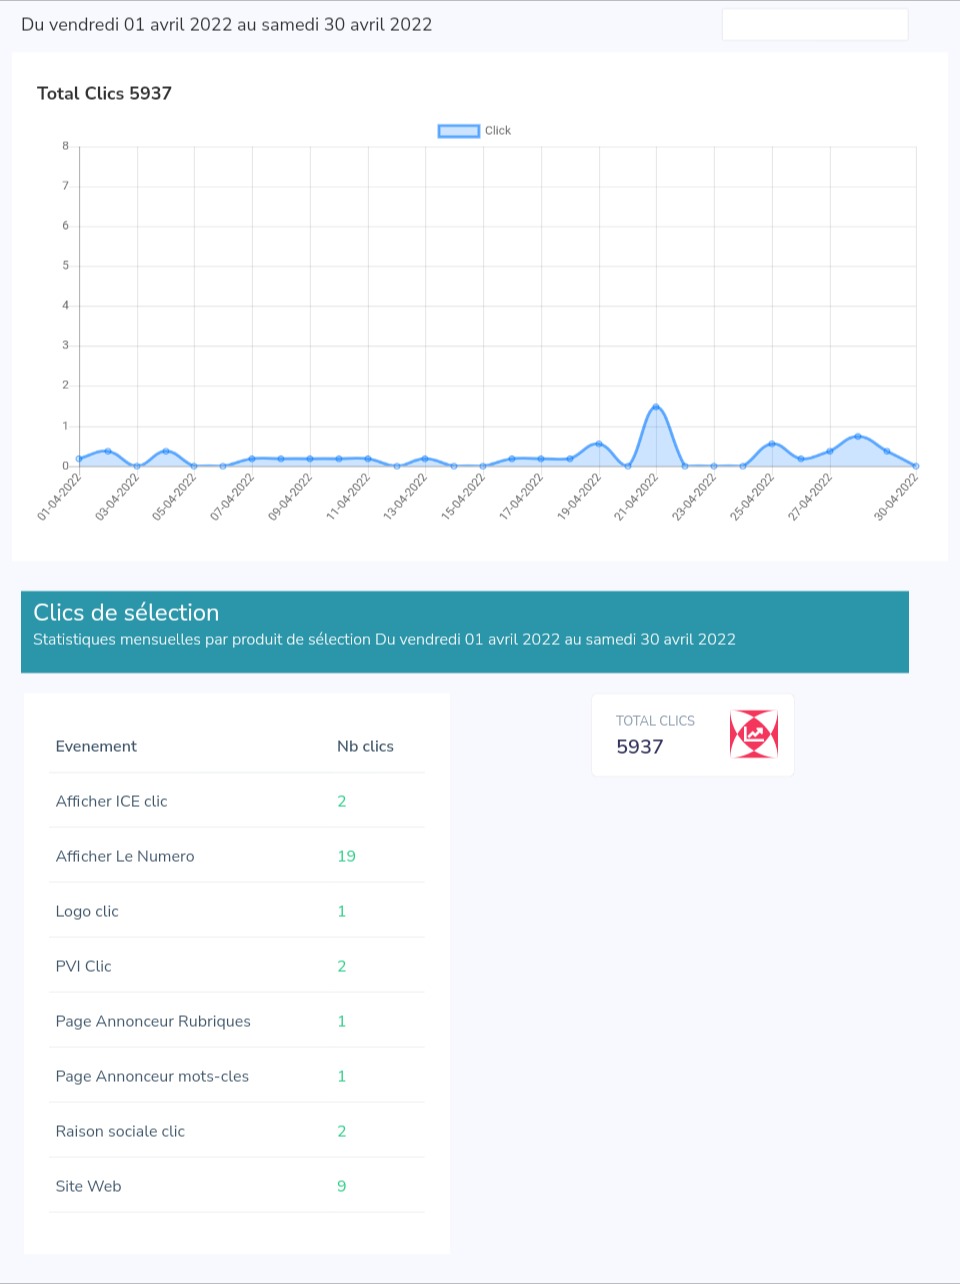 Du vendredi 01 avril 2022 au samedi 30 avril 2022
Total Clics 5937
Click
8
7
6
5
4
3
2
1
0
01-04-2022 03-04-2022 05-04-2022 07-04-2022 09-04-2022 11-04-2022 13-04-2022 15-04-2022 17-04-2022 19-04-2022 21-04-2022 23-04-2022 25-04-2022 27-04-2022 30-04-2022
Clics de sélection
Statistiques mensuelles par produit de sélection Du vendredi 01 avril 2022 au samedi 30 avril 2022
TOTAL CLICS
5937
Evenement Nb clics
Afficher ICE clic 2
Afficher Le Numero 19
Logo clic 1
PVI Clic 2
Page Annonceur Rubriques 1
Page Annonceur mots-cles 1
Raison sociale clic 2
Site Web 9